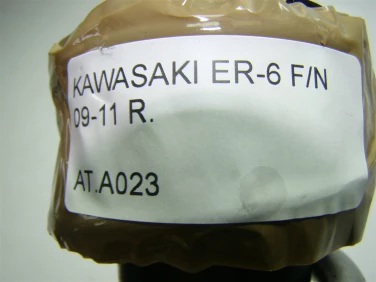 KAWASAKI ER-6 F/N
09-11 R.
AT.A023